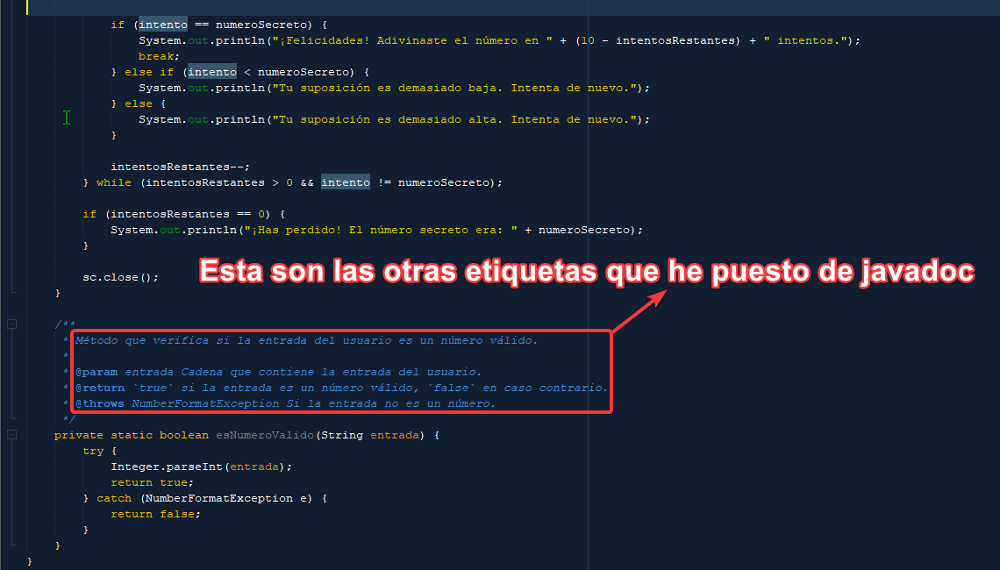 if (intento == numeroSecreto) {
System.out.println("¡Felicidades! Adivinaste el número en " + (10 - intentosRestantes) + " intentos.");
break;
} else if (intento < numeroSecreto) {
System.out.println("Tu suposición es demasiado baja. Intenta de nuevo.");
} else {
System.out.println("Tu suposición es demasiado alta. Intenta de nuevo.");
}
intentosRestantes--;
} while (intentosRestantes > 0 && intento != numeroSecreto);
if (intentosRestantes == 0) {
System.out.println("¡Has perdido! El número secreto era: " + numeroSecreto);
}
Esta son las otras etiquetas que he puesto de javadoc
sc.close();
}
/**
* Método que verifica si la entrada del usuario es un número válido.
*
* @param entrada Cadena que contiene la entrada del usuario.
* @return `true` si la entrada es un número válido, `false` en caso contrario.
* @throws NumberFormatException Si la entrada no es un número.
*/
private static boolean esNumeroValido(String entrada) {
try {
Integer.parseInt(entrada);
return true;
} catch (NumberFormatException e) {
return false;
}
}
}